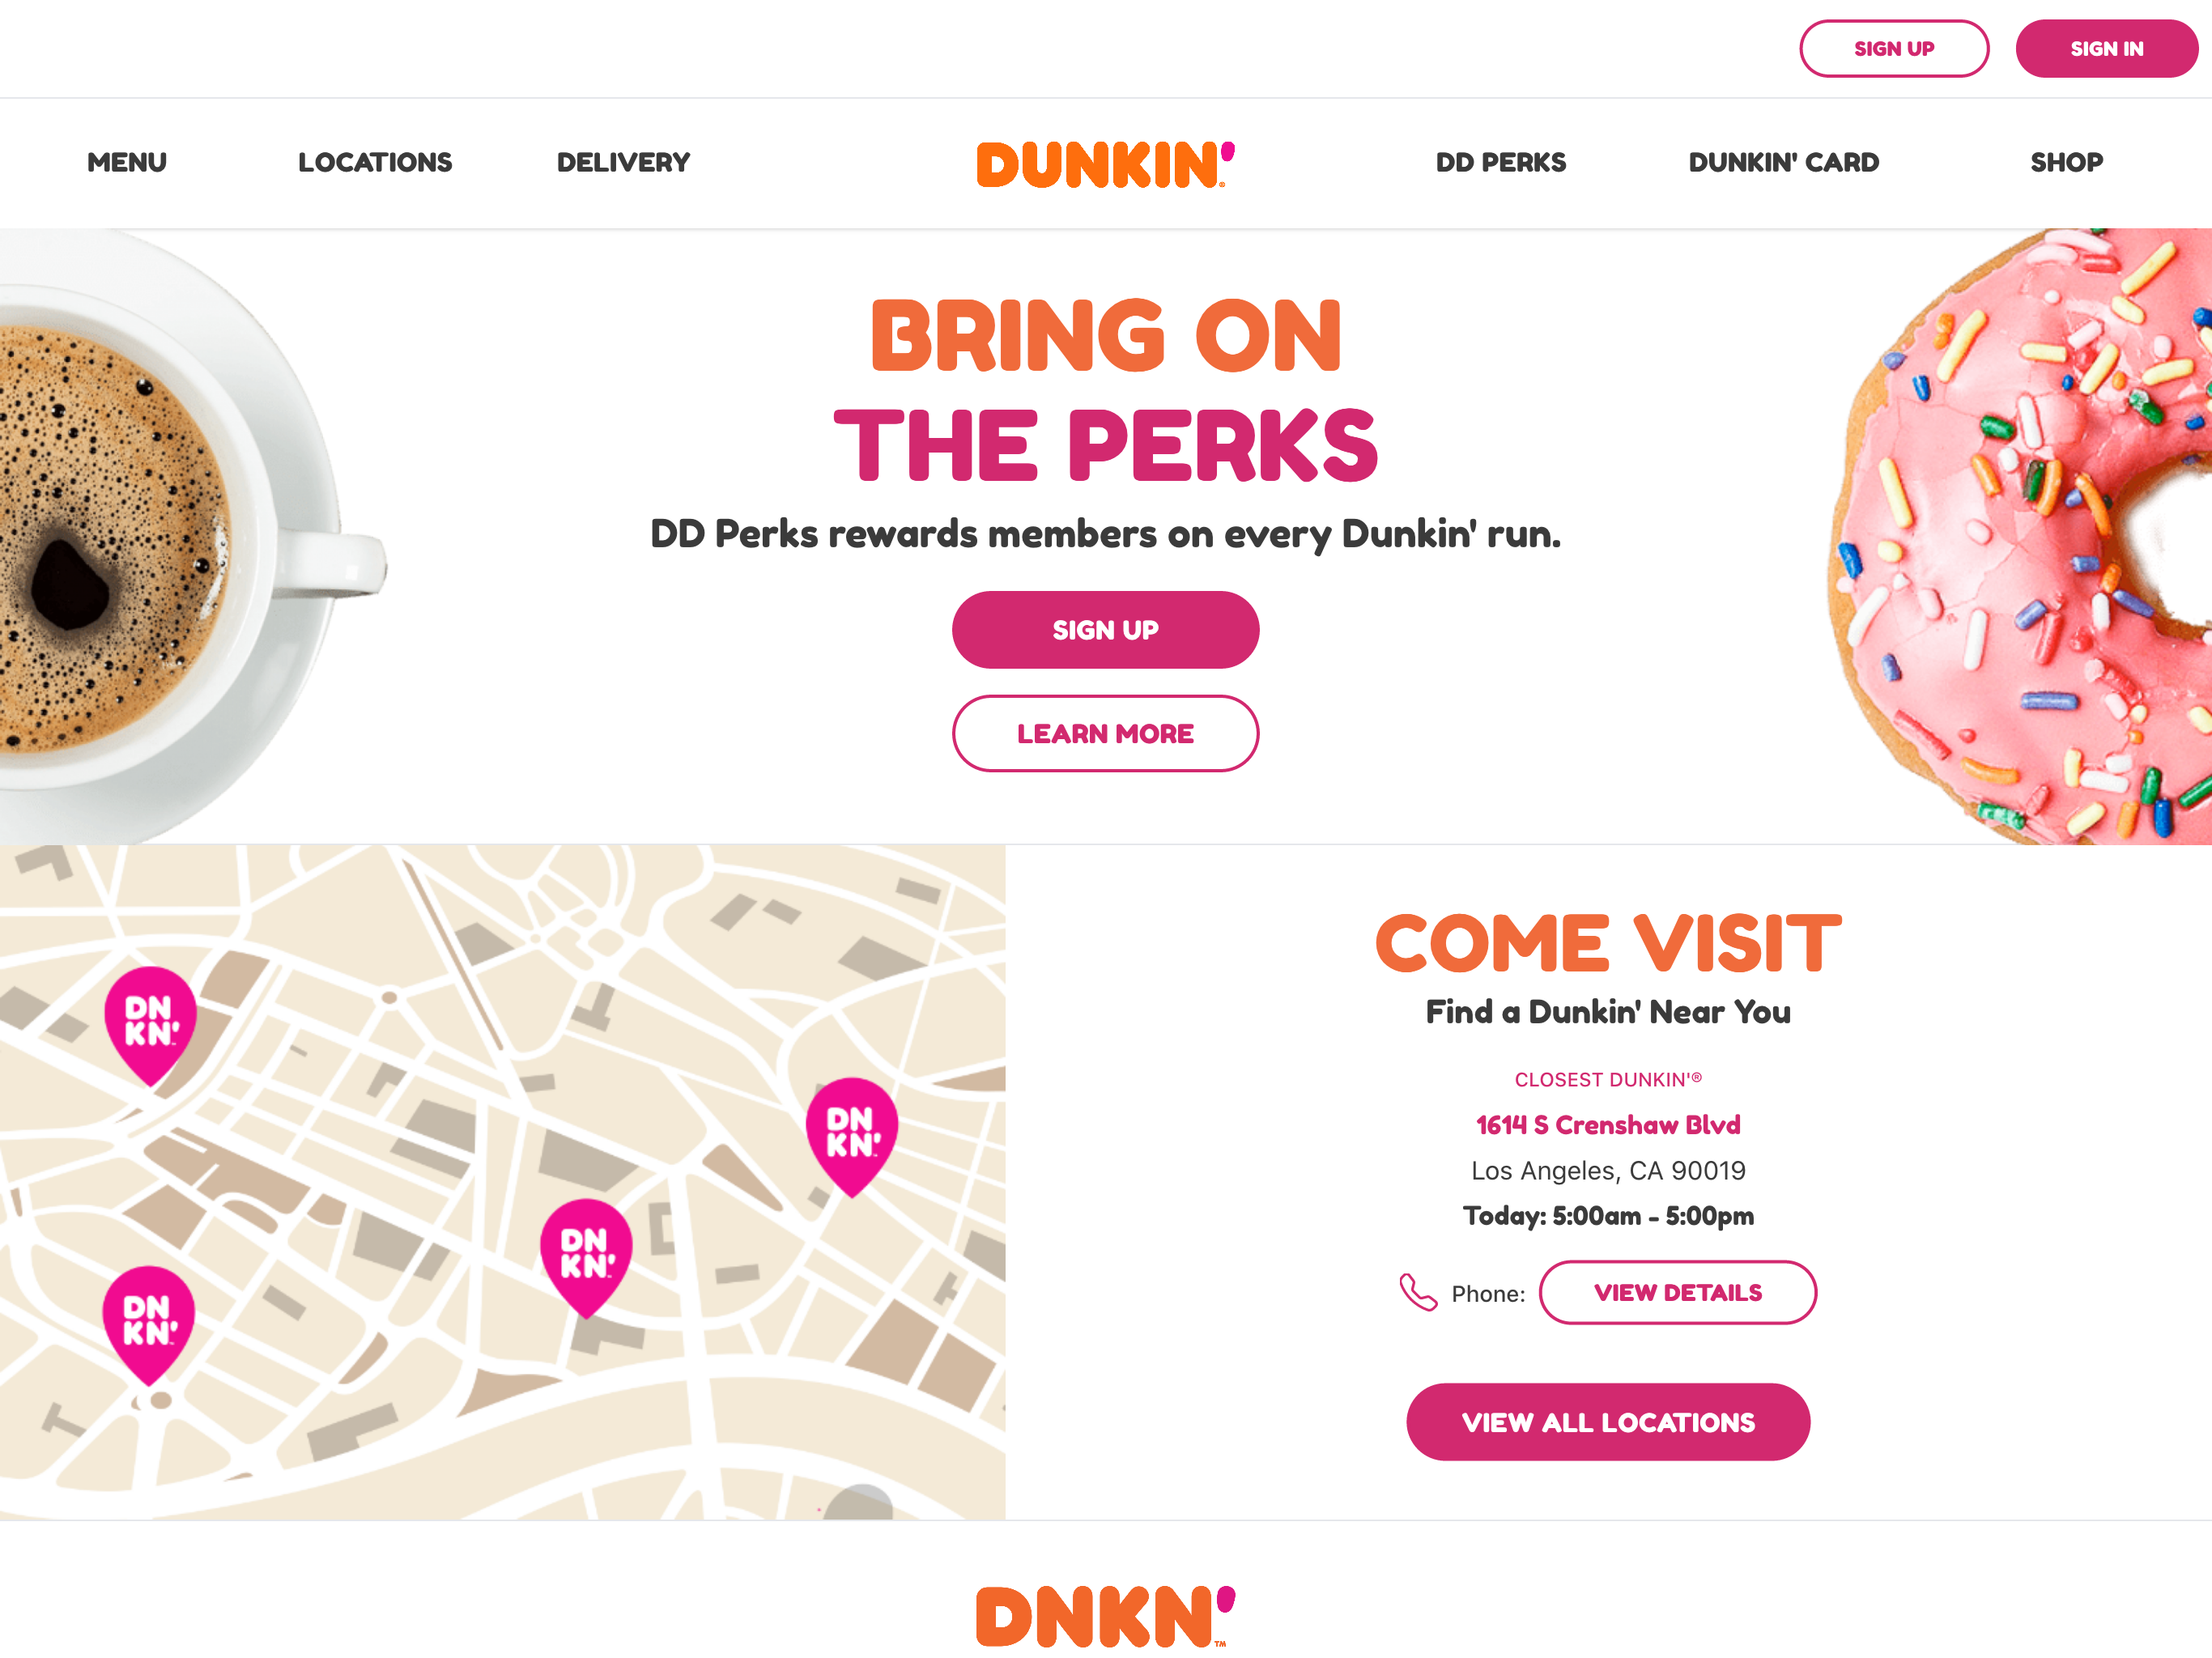 SIGN UP
SIGN IN
MENU
LOCATIONS
DELIVERY
DUNKIN'®
DD PERKS
DUNKIN' CARD
SHOP
BRING ON
THE PERKS
DD Perks rewards members on every Dunkin' run.
SIGN UP
LEARN MORE
DN
KN'
DN
KN'
DN
KN'
DN
KN'
COME VISIT
Find a Dunkin' Near You
CLOSEST DUNKIN'®
1614 S Crenshaw Blvd
Los Angeles, CA 90019
Today: 5:00am - 5:00pm
Phone:
VIEW DETAILS
VIEW ALL LOCATIONS
DNKN'™